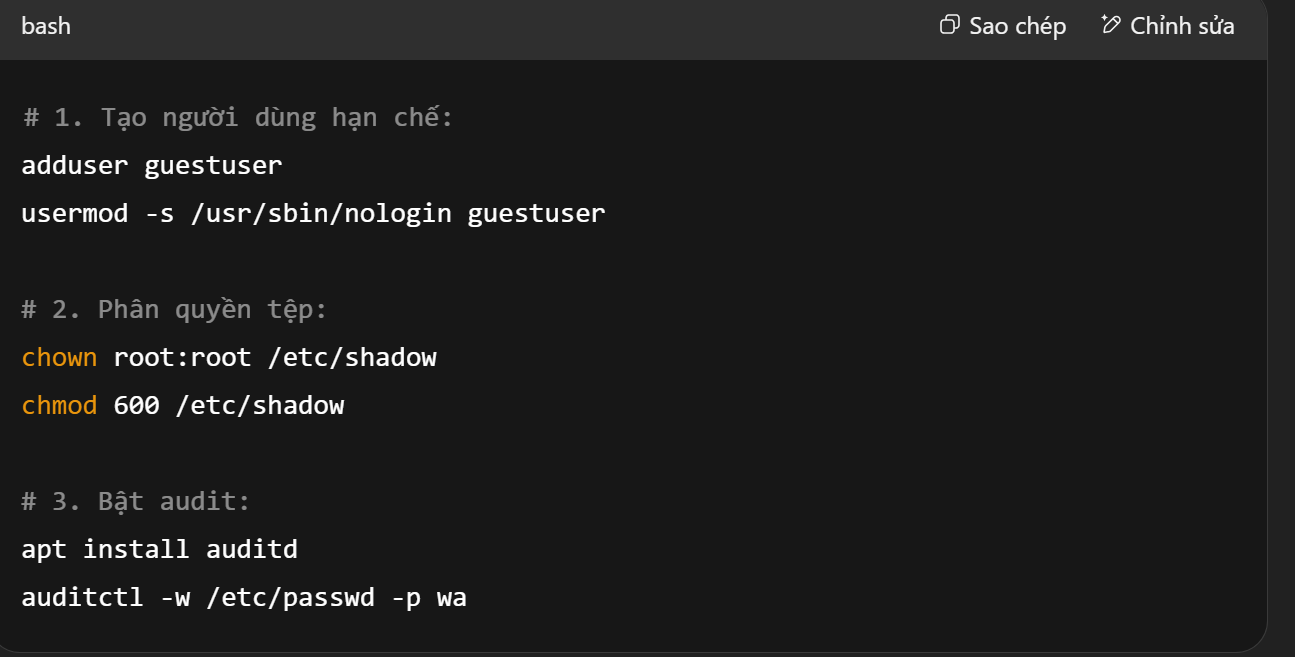 bash
Sao chép
Chỉnh sửa
# 1. Tạo người dùng hạn chế:
adduser guestuser
usermod -s /usr/sbin/nologin guestuser
# 2. Phân quyền tệp:
chown root:root /etc/shadow
chmod 600 /etc/shadow
# 3. Bật audit:
apt install auditd
auditctl -w /etc/passwd -p wa